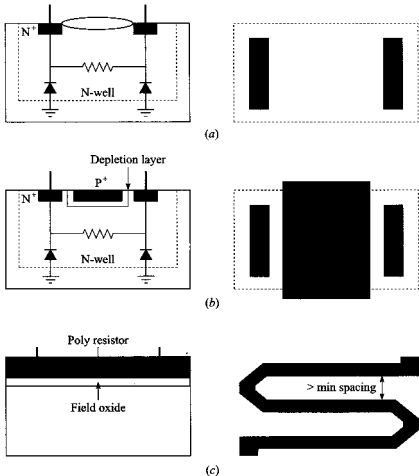 N+
N-well
(a)
Depletion layer
P+
N+
N-well
(b)
Poly resistor
> min spacing
Field oxide
(c)